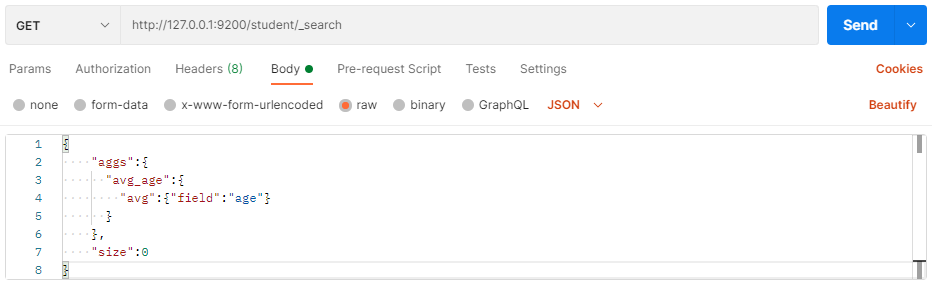 GET http://127.0.0.1:9200/student/_search Send
Params Authorization Headers (8) Body Pre-request Script Tests Settings Cookies
none form-data x-www-form-urlencoded raw binary GraphQL JSON Beautify
1 {
2 "aggs":{
3 "avg_age":{
4 "avg":{"field":"age"}
5 }
6 },
7 "size":0
8 }